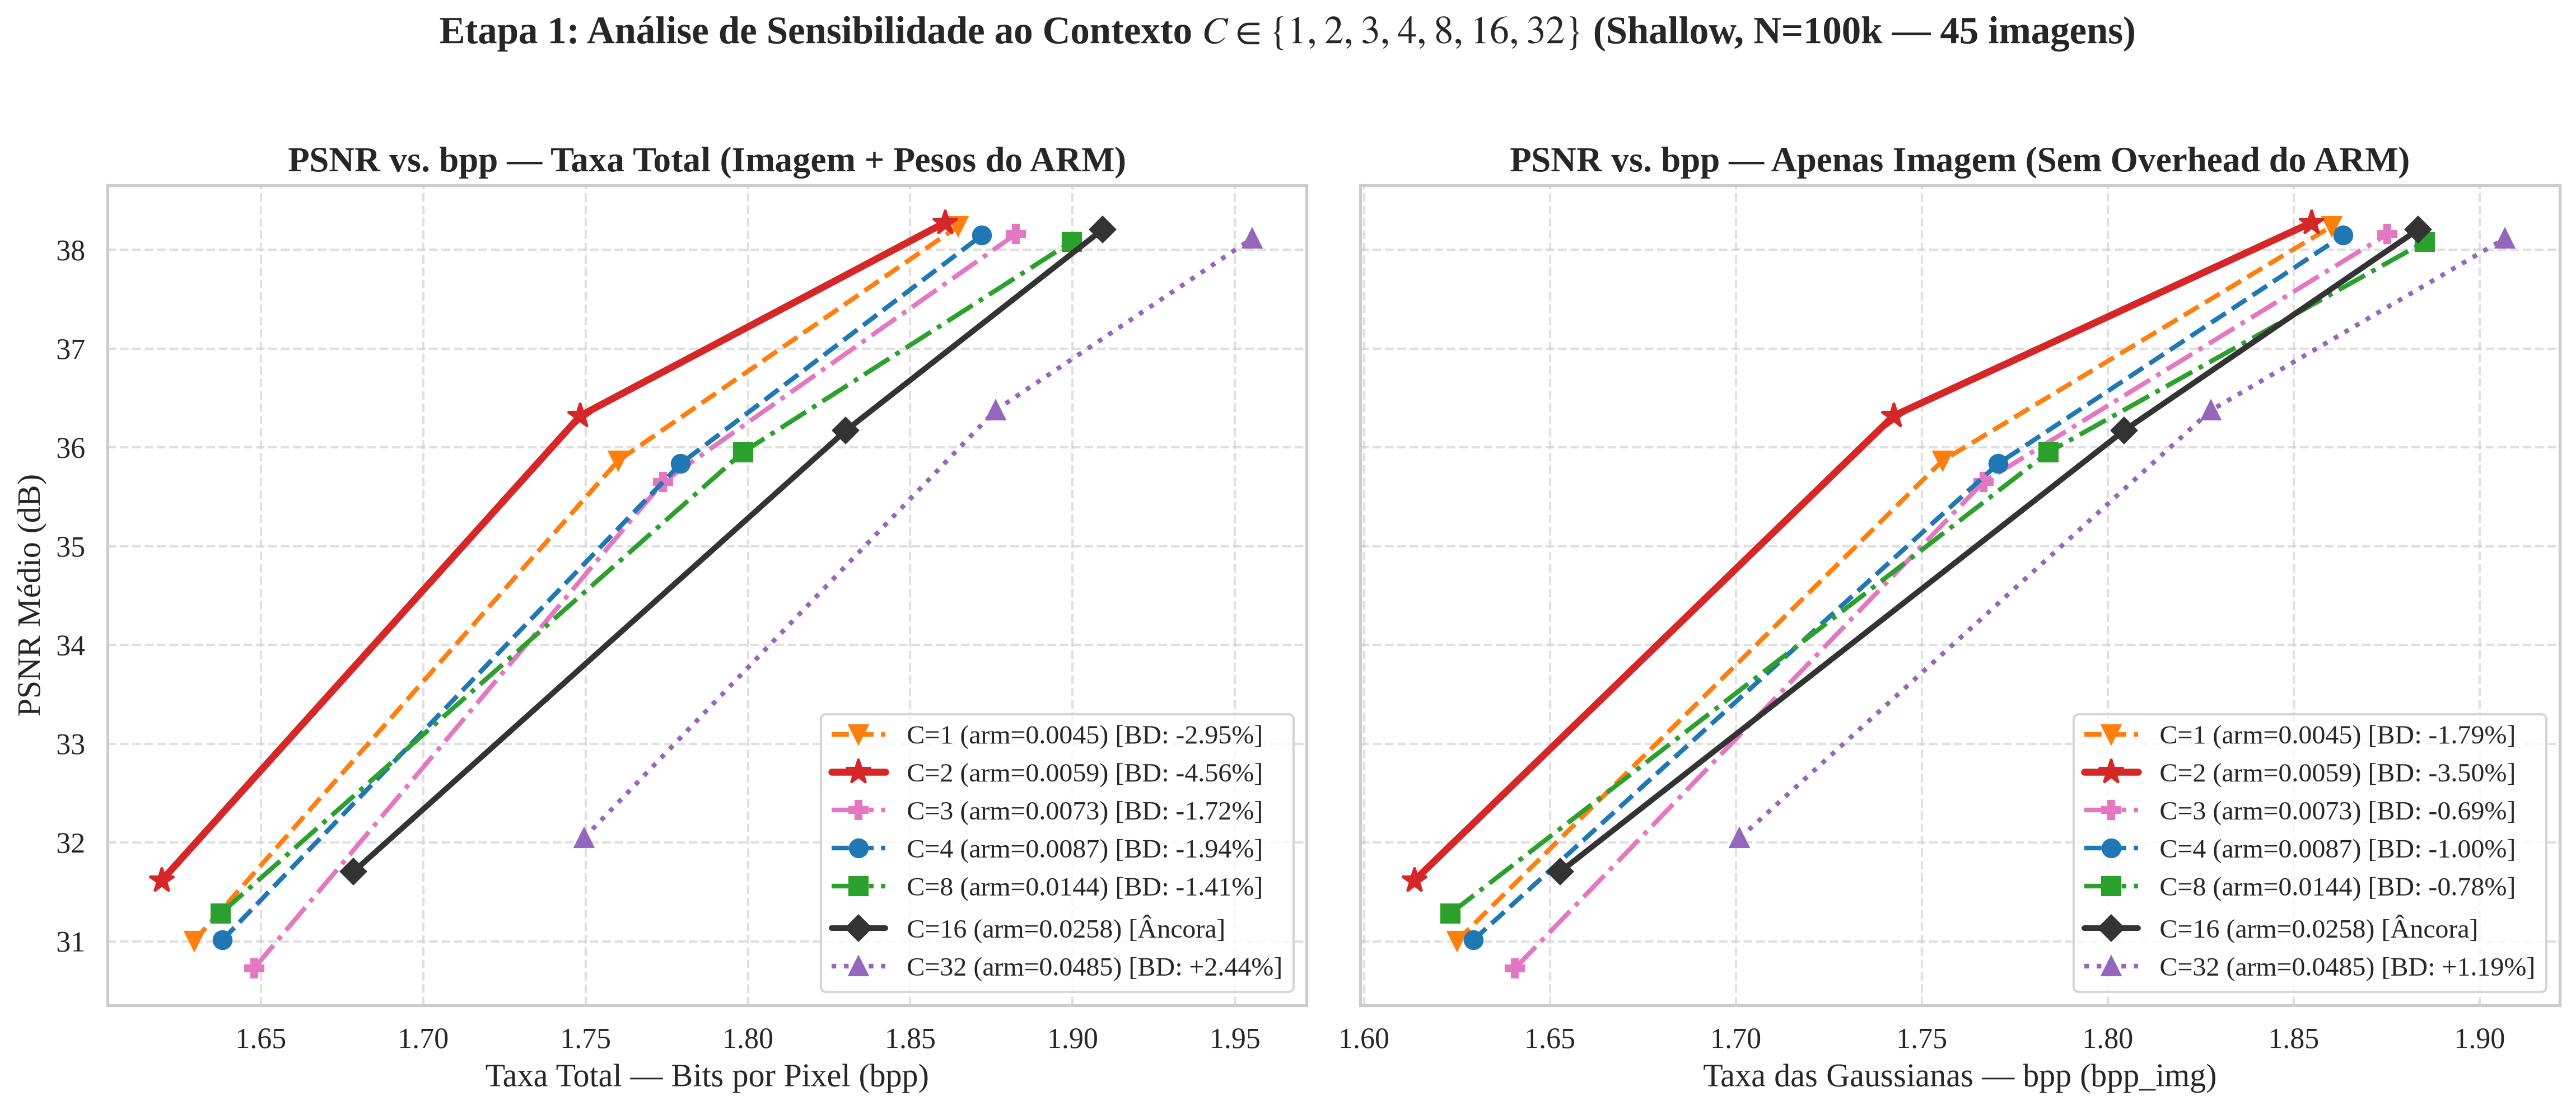 Etapa 1: Análise de Sensibilidade ao Contexto C ∈ {1, 2, 3, 4, 8, 16, 32} (Shallow, N=100k — 45 imagens)
PSNR vs. bpp — Taxa Total (Imagem + Pesos do ARM)
PSNR Médio (dB)
38
37
36
35
34
33
32
31
C=1 (arm=0.0045) [BD: -2.95%]
C=2 (arm=0.0059) [BD: -4.56%]
C=3 (arm=0.0073) [BD: -1.72%]
C=4 (arm=0.0087) [BD: -1.94%]
C=8 (arm=0.0144) [BD: -1.41%]
C=16 (arm=0.0258) [Âncora]
C=32 (arm=0.0485) [BD: +2.44%]
1.65 1.70 1.75 1.80 1.85 1.90 1.95
Taxa Total — Bits por Pixel (bpp)
PSNR vs. bpp — Apenas Imagem (Sem Overhead do ARM)
C=1 (arm=0.0045) [BD: -1.79%]
C=2 (arm=0.0059) [BD: -3.50%]
C=3 (arm=0.0073) [BD: -0.69%]
C=4 (arm=0.0087) [BD: -1.00%]
C=8 (arm=0.0144) [BD: -0.78%]
C=16 (arm=0.0258) [Âncora]
C=32 (arm=0.0485) [BD: +1.19%]
1.60 1.65 1.70 1.75 1.80 1.85 1.90
Taxa das Gaussianas — bpp (bpp_img)